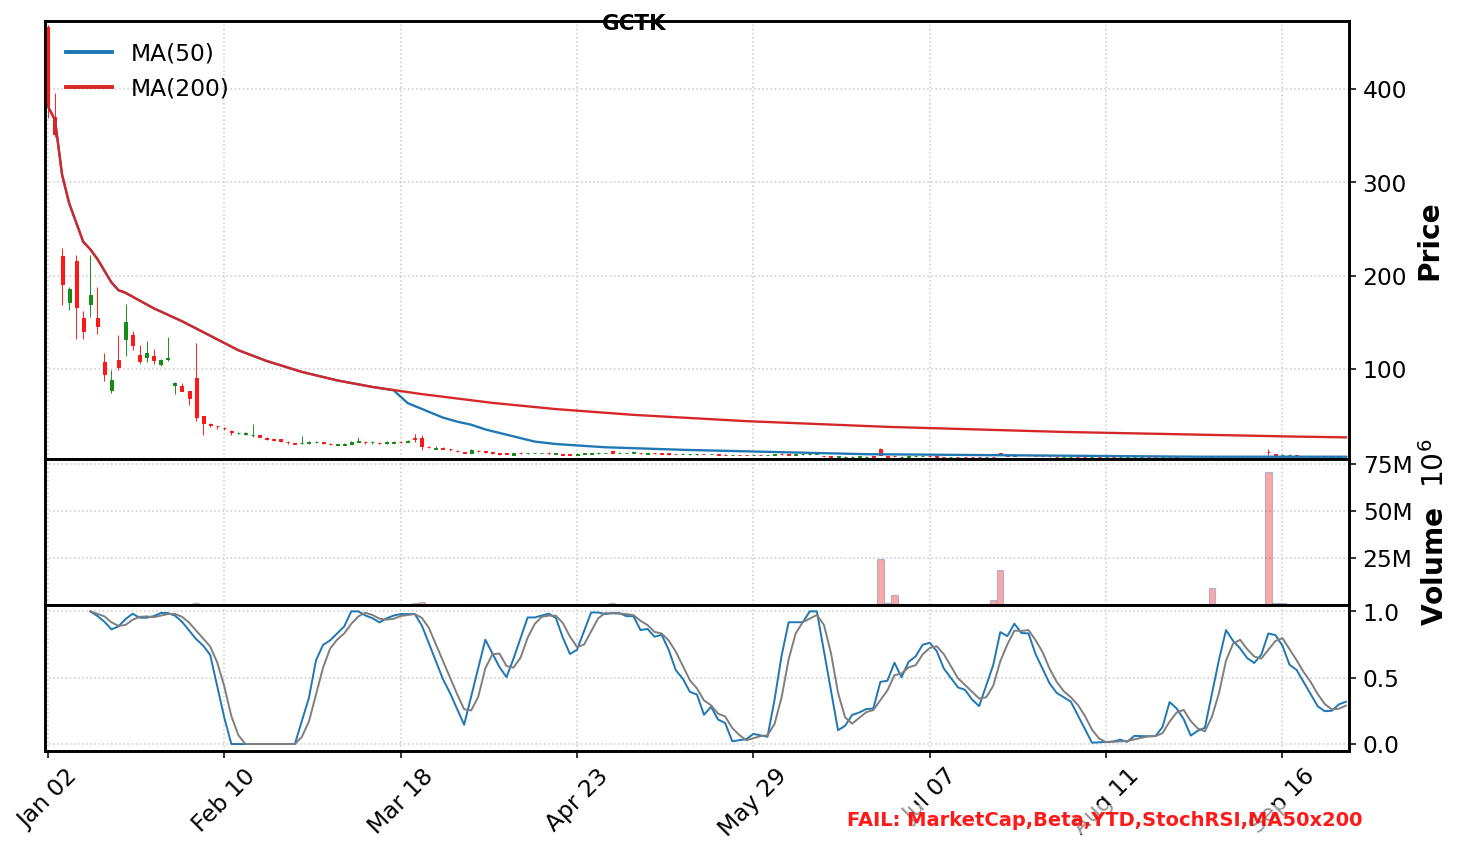 GCTK
MA(50)
MA(200)
400
300
200
100
Price
75M
50M
25M
Volume 10^6
1.0
0.5
0.0
Jan 02
Feb 10
Mar 18
Apr 23
May 29
Jul 07
Aug 11
Sep 16
FAIL: MarketCap,Beta,YTD,StochRSI,MA50x200